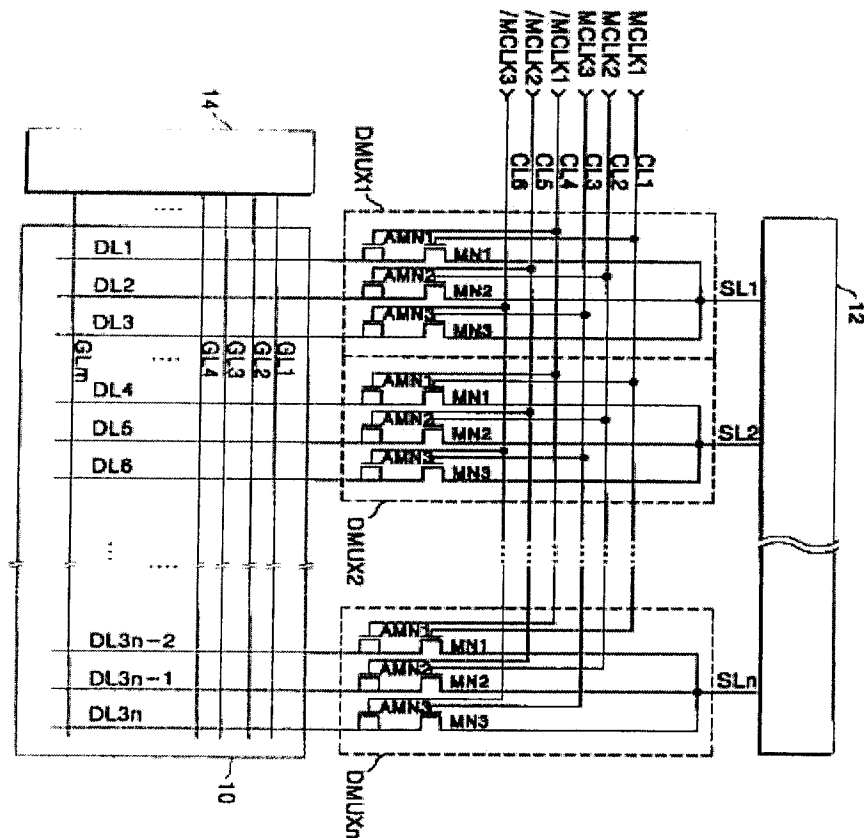 MCLK1
MCLK2
MCLK3
/MCLK1
/MCLK2
/MCLK3
CL1
CL2
CL3
CL4
CL5
CL6
14
12
DMUX1
DL1
AMN1
MN1
DL2
AMN2
MN2
SL1
DL3
AMN3
MN3
GLm
....
GL4
GL3
GL2
GL1
DL4
AMN1
MN1
DL5
AMN2
MN2
SL2
DL6
AMN3
MN3
DMUX2
DL3n-2
AMN1
MN1
DL3n-1
AMN2
MN2
SLn
DL3n
AMN3
MN3
10
DMUXn